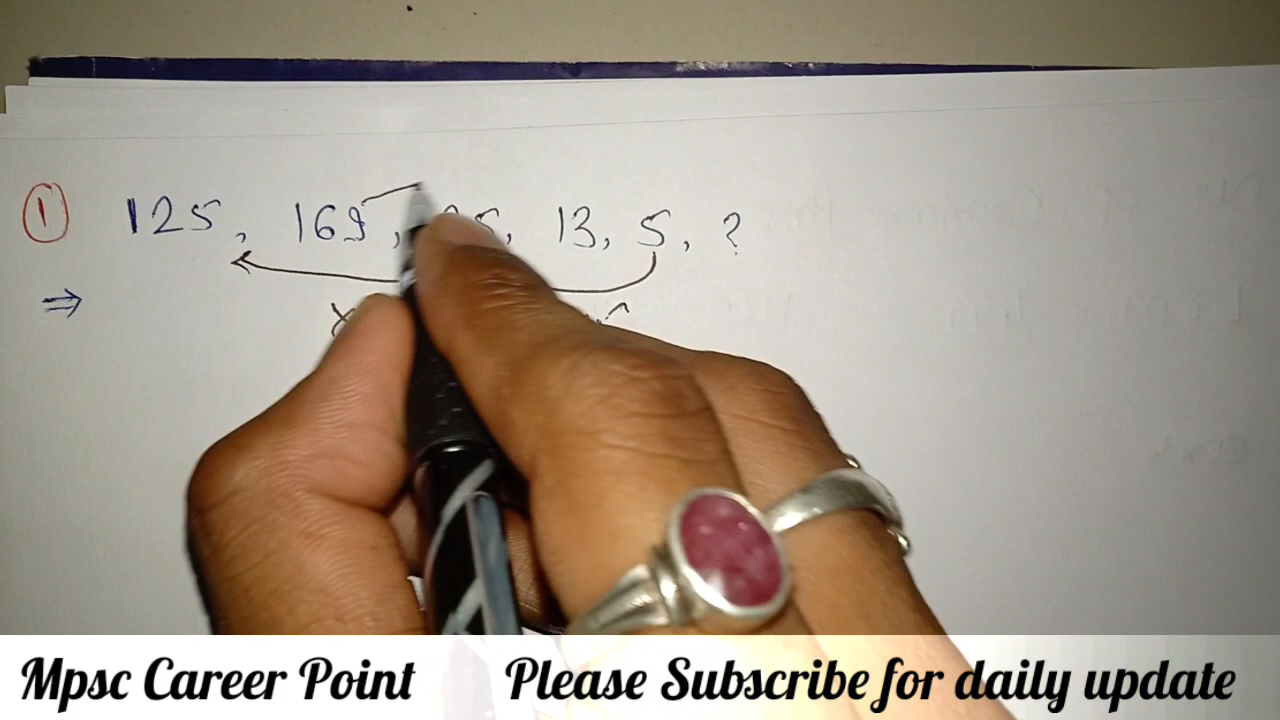 1 125, 169, 13, 5, ?
⇒
Mpsc Career Point Please Subscribe for daily update